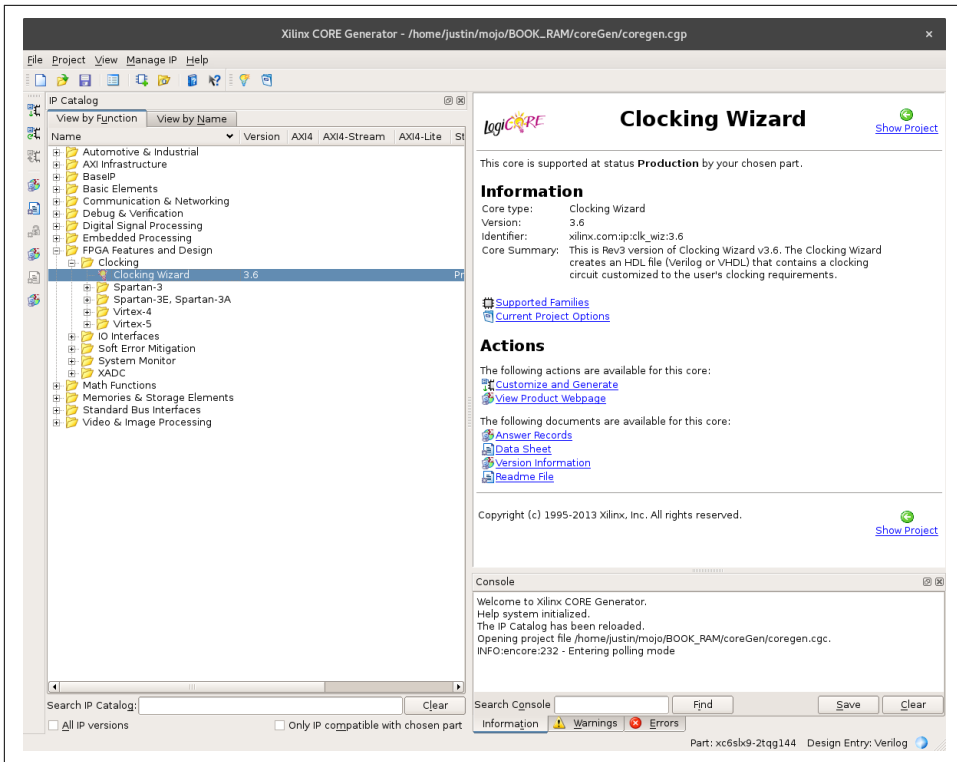 Xilinx CORE Generator - /home/justin/mojo/BOOK_RAM/coreGen/coregen.cgp
File Project View Manage IP Help
IP Catalog
View by Function View by Name
Name Version AXI4 AXI4-Stream AXI4-Lite St
Automotive & Industrial
AXI Infrastructure
BaseIP
Basic Elements
Communication & Networking
Debug & Verification
Digital Signal Processing
Embedded Processing
FPGA Features and Design
Clocking
Clocking Wizard 3.6 Pr
Spartan-3
Spartan-3E, Spartan-3A
Virtex-4
Virtex-5
IO Interfaces
Soft Error Mitigation
System Monitor
XADC
Math Functions
Memories & Storage Elements
Standard Bus Interfaces
Video & Image Processing
Search IP Catalog: Clear
All IP versions Only IP compatible with chosen part
logiCORE Clocking Wizard
Show Project
This core is supported at status Production by your chosen part.
Information
Core type: Clocking Wizard
Version: 3.6
Identifier: xilinx.com:ip:clk_wiz:3.6
Core Summary: This is Rev3 version of Clocking Wizard v3.6. The Clocking Wizard
creates an HDL file (Verilog or VHDL) that contains a clocking
circuit customized to the user's clocking requirements.
Supported Families
Current Project Options
Actions
The following actions are available for this core:
Customize and Generate
View Product Webpage
The following documents are available for this core:
Answer Records
Data Sheet
Version Information
Readme File
Copyright (c) 1995-2013 Xilinx, Inc. All rights reserved.
Show Project
Console
Welcome to Xilinx CORE Generator.
Help system initialized.
The IP Catalog has been reloaded.
Opening project file /home/justin/mojo/BOOK_RAM/coreGen/coregen.cgc.
INFO:encore:232 - Entering polling mode
Search Console Find Save Clear
Information Warnings Errors
Part: xc6slx9-2tqg144 Design Entry: Verilog